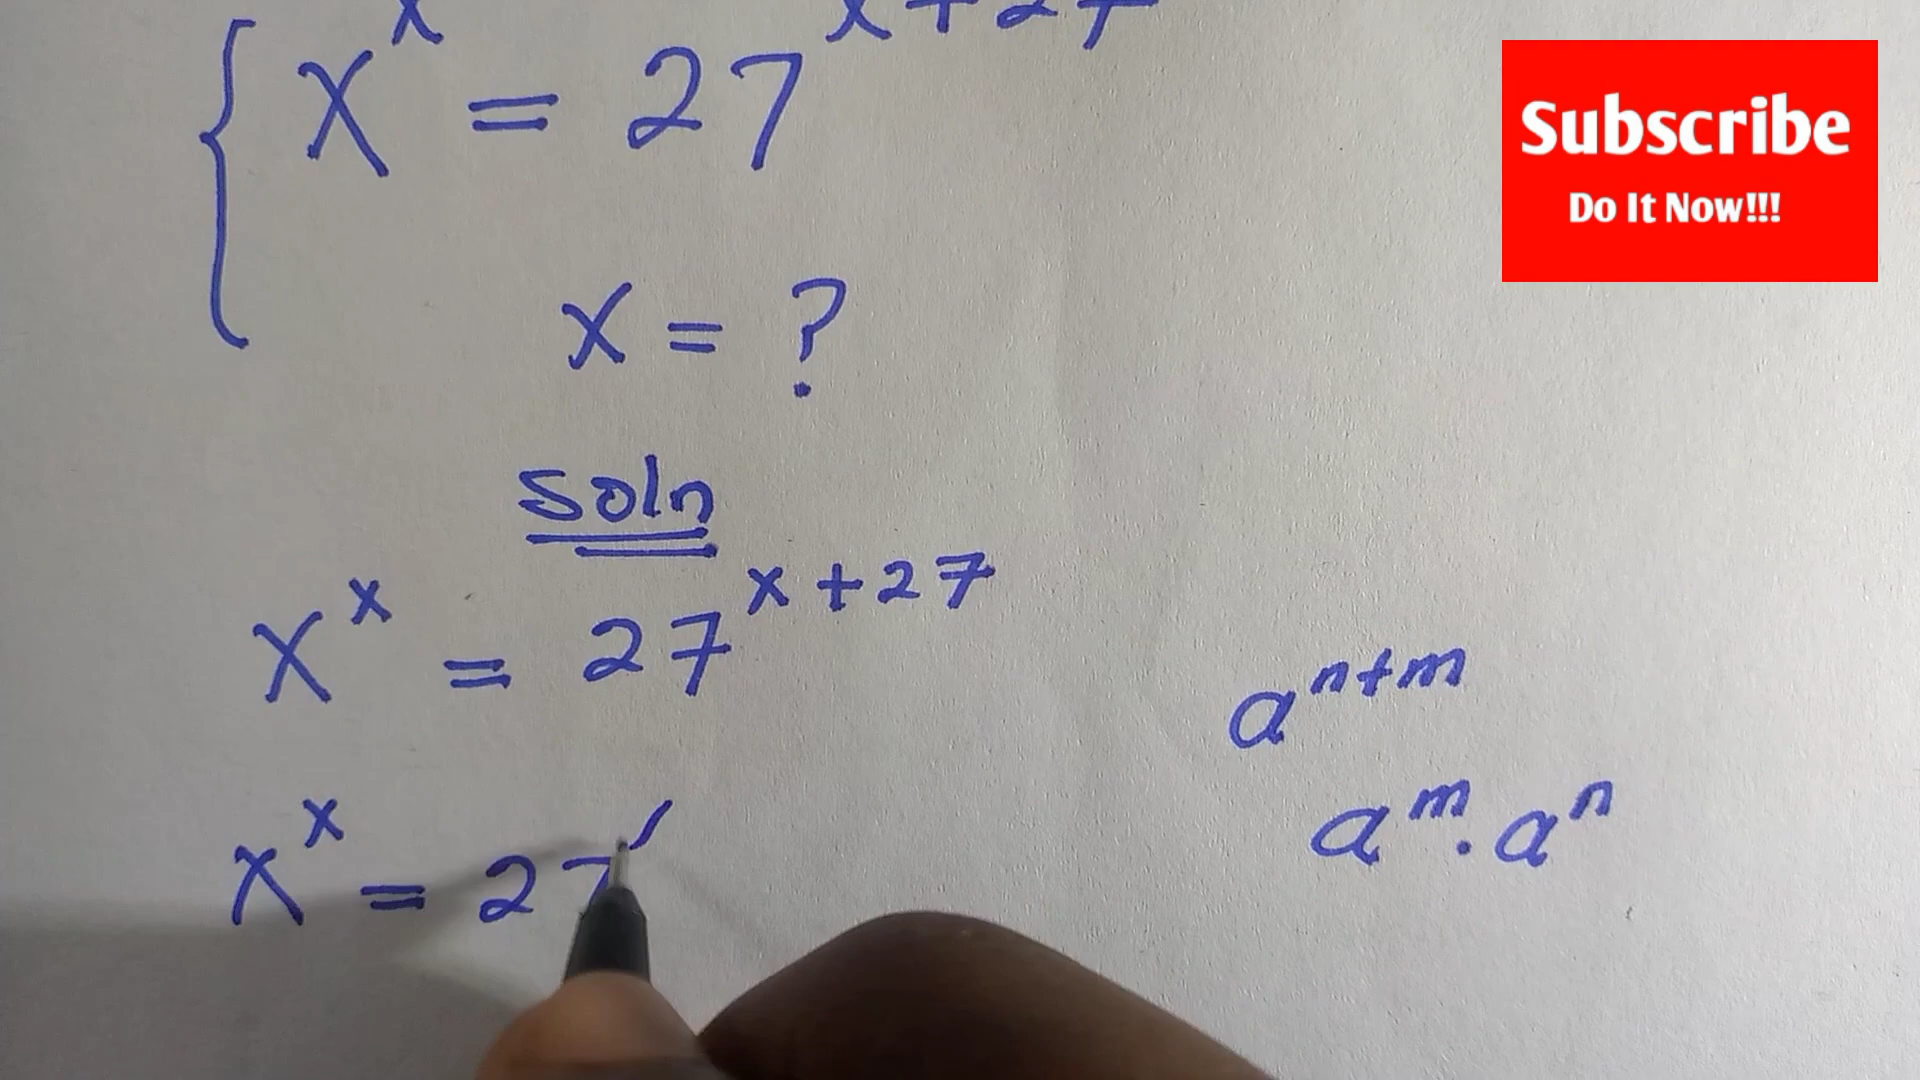 x^x = 27^x+27
x = ?
Soln
x^x = 27^x+27
a^n+m
x^x = 27
a^m . a^n
Subscribe
Do It Now!!!